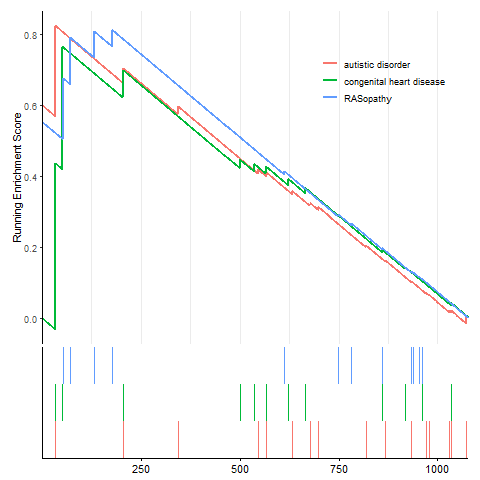 0.8
0.6
0.4
0.2
0.0
Running Enrichment Score
autistic disorder
congenital heart disease
RASopathy
250
500
750
1000